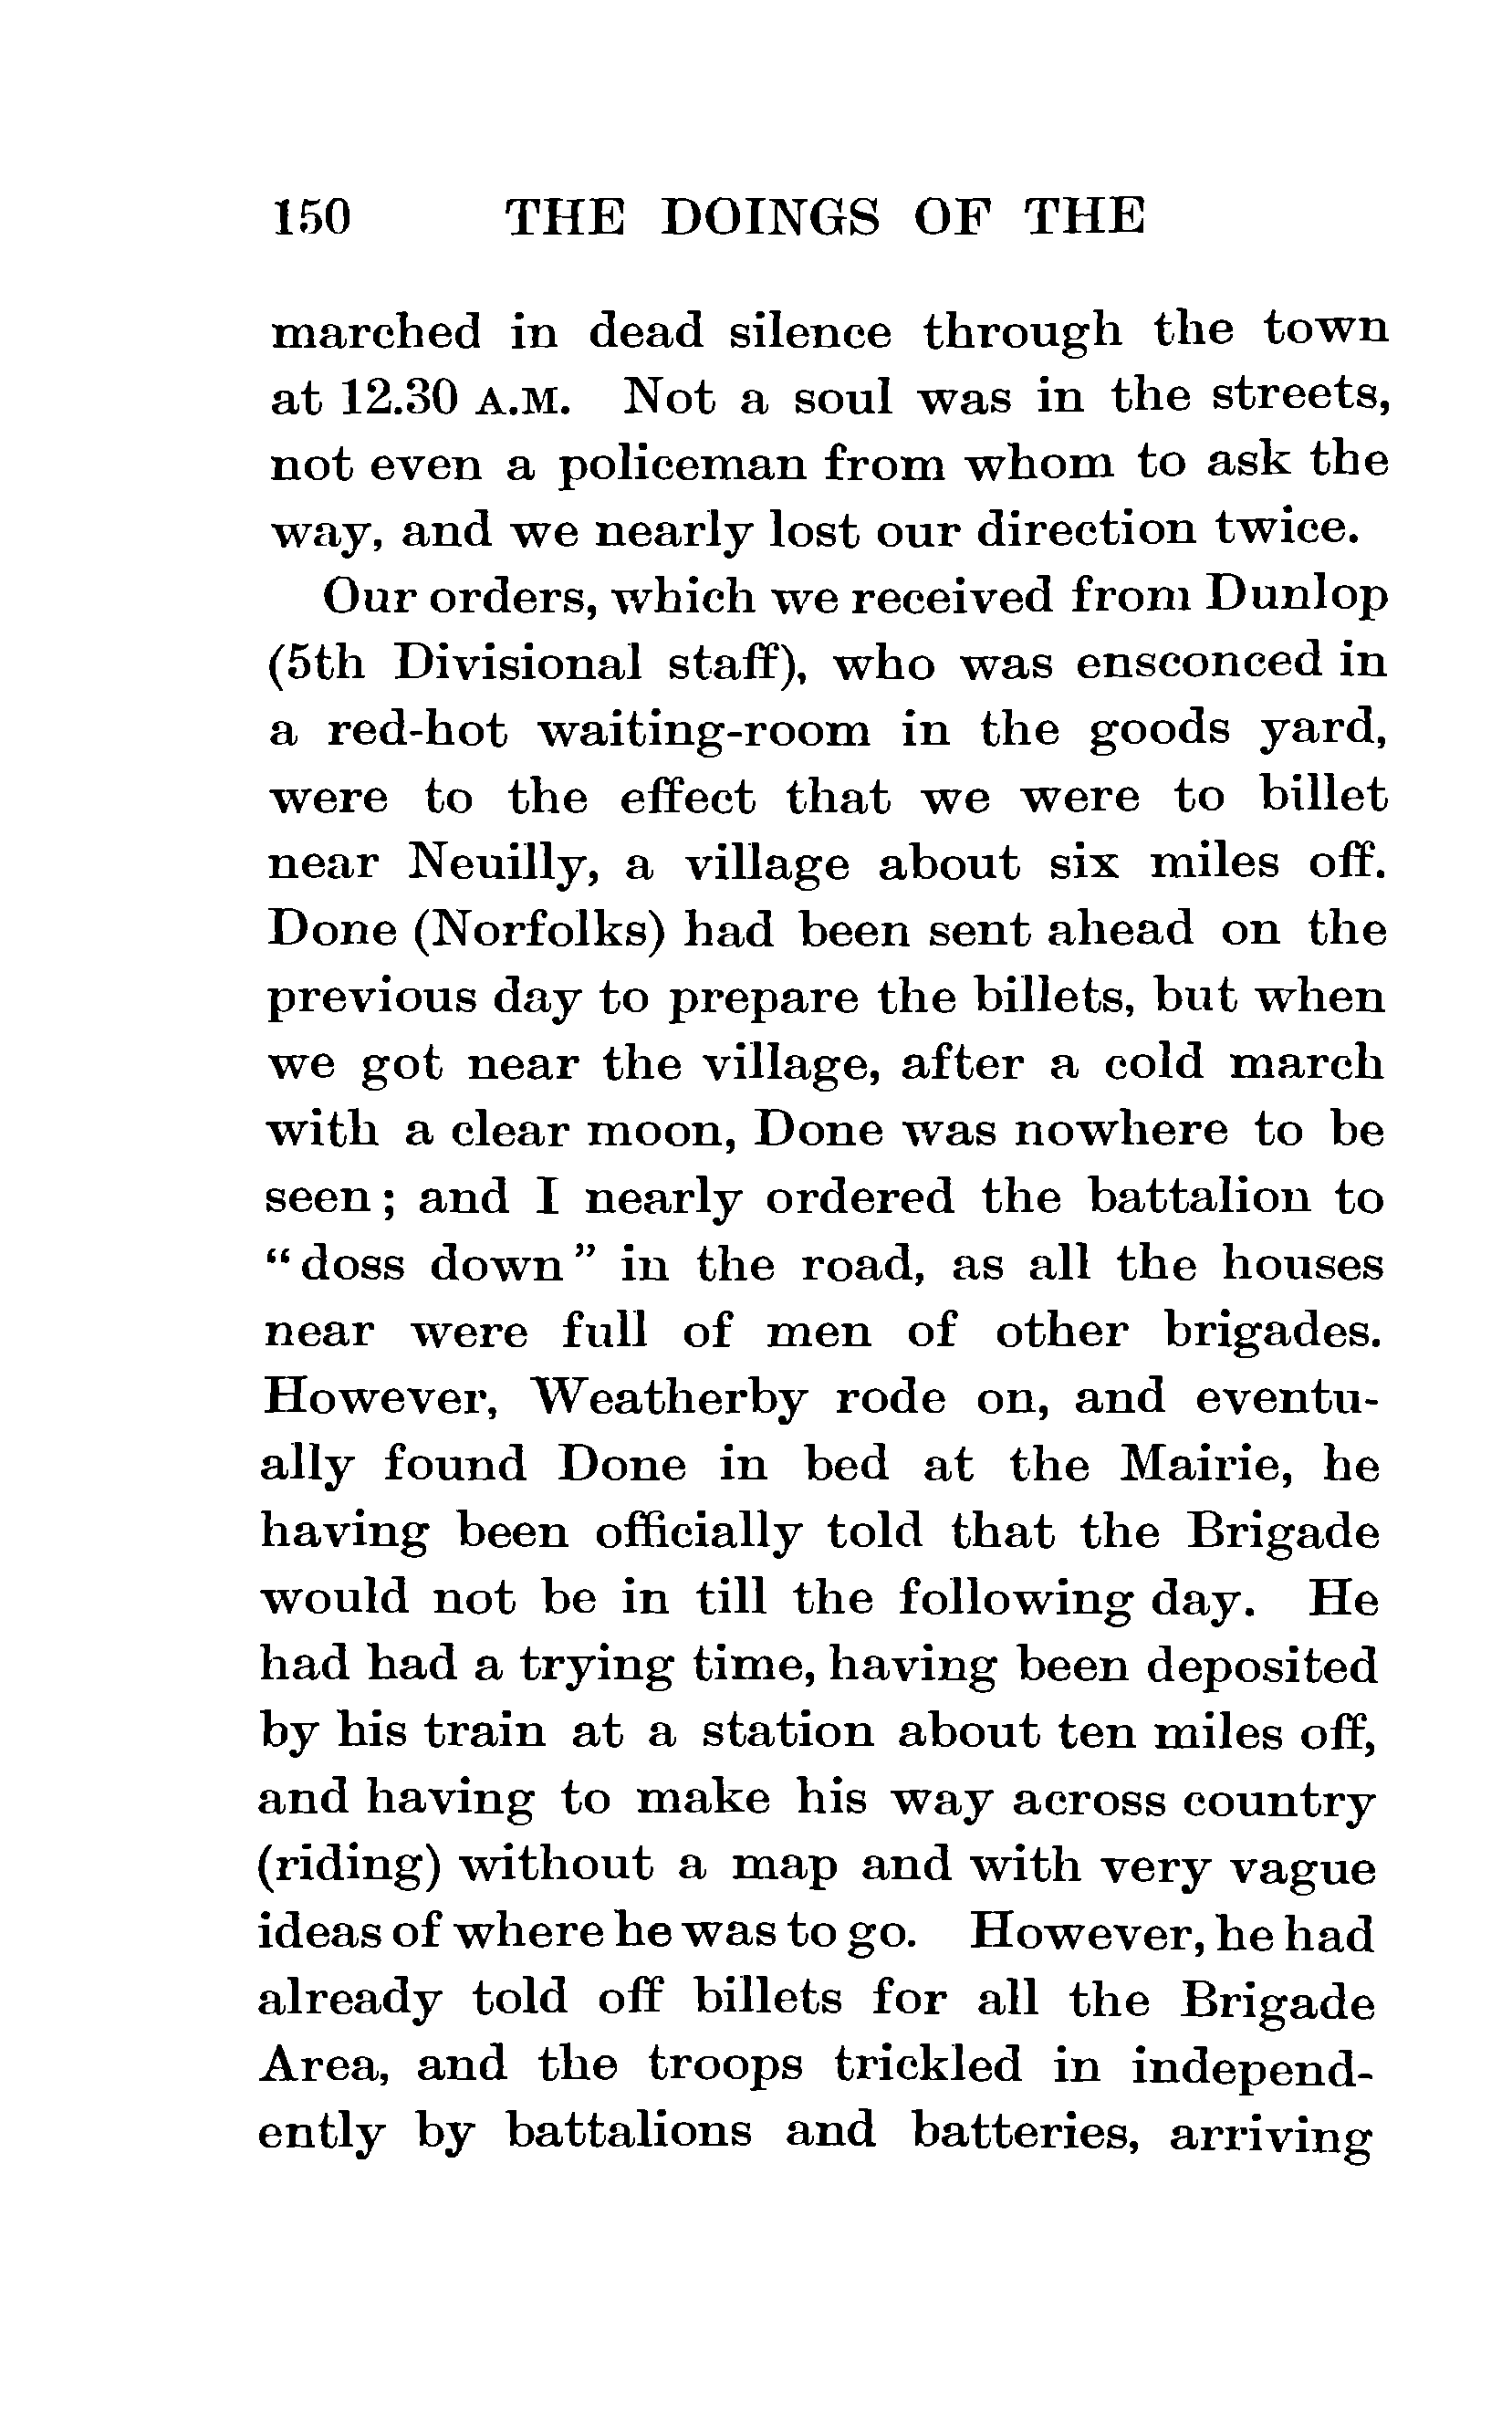 150 THE DOINGS OF THE
marched in dead silence through the town
at 12.30 A.M. Not a soul was in the streets,
not even a policeman from whom to ask the
way, and we nearly lost our direction twice.
Our orders, which we received from Dunlop
(5th Divisional staff), who was ensconced in
a red-hot waiting-room in the goods yard,
were to the effect that we were to billet
near Neuilly, a village about six miles off.
Done (Norfolks) had been sent ahead on the
previous day to prepare the billets, but when
we got near the village, after a cold march
with a clear moon, Done was nowhere to be
seen; and I nearly ordered the battalion to
“doss down” in the road, as all the houses
near were full of men of other brigades.
However, Weatherby rode on, and eventu-
ally found Done in bed at the Mairie, he
having been officially told that the Brigade
would not be in till the following day. He
had had a trying time, having been deposited
by his train at a station about ten miles off,
and having to make his way across country
(riding) without a map and with very vague
ideas of where he was to go. However, he had
already told off billets for all the Brigade
Area, and the troops trickled in independ-
ently by battalions and batteries, arriving